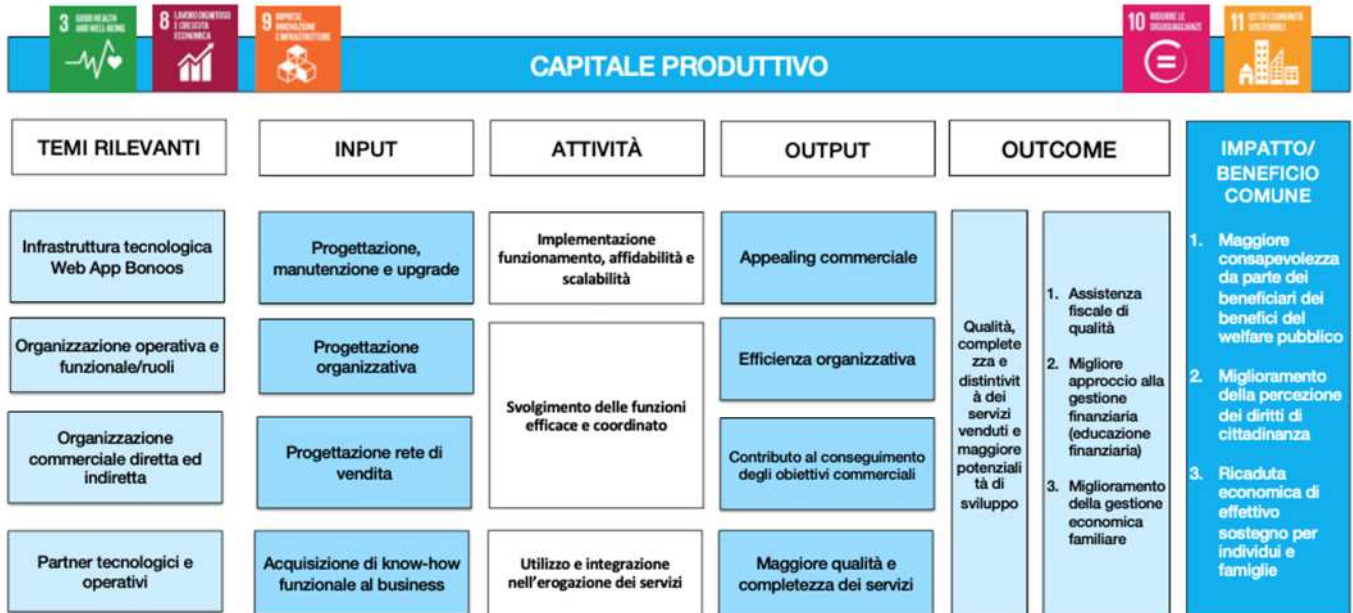 3 GOOD HEALTH
AND WELL-BEING
8 LAVORO DIGNITOSO
E CRESCITA
ECONOMICA
9 IMPRESE,
INNOVAZIONE
E INFRASTRUTTURE
10 RIDURRE LE
DISUGUAGLIANZE
11 CITTÀ E COMUNITÀ
SOSTENIBILI
CAPITALE PRODUTTIVO
TEMI RILEVANTI
INPUT
ATTIVITÀ
OUTPUT
OUTCOME
IMPATTO/
BENEFICIO
COMUNE
Infrastruttura tecnologica
Web App Bonoos
Progettazione,
manutenzione e upgrade
Implementazione
funzionamento, affidabilità e
scalabilità
Appealing commerciale
Organizzazione operativa e
funzionale/ruoli
Progettazione
organizzativa
Svolgimento delle funzioni
efficace e coordinato
Efficienza organizzativa
Organizzazione
commerciale diretta ed
indiretta
Progettazione rete di
vendita
Contributo al conseguimento
degli obiettivi commerciali
Partner tecnologici e
operativi
Acquisizione di know-how
funzionale al business
Utilizzo e integrazione
nell'erogazione dei servizi
Maggiore qualità e
completezza dei servizi
Qualità,
complete
zza e
distintivit
à dei
servizi
venduti e
maggiore
potenziali
tà di
sviluppo
1. Assistenza
fiscale di
qualità
2. Migliore
approccio alla
gestione
finanziaria
(educazione
finanziaria)
3. Miglioramento
della gestione
economica
familiare
1. Maggiore
consapevolezza
da parte dei
beneficiari dei
benefici del
welfare pubblico
2. Miglioramento
della percezione
dei diritti di
cittadinanza
3. Ricaduta
economica di
effettivo
sostegno per
individui e
famiglie